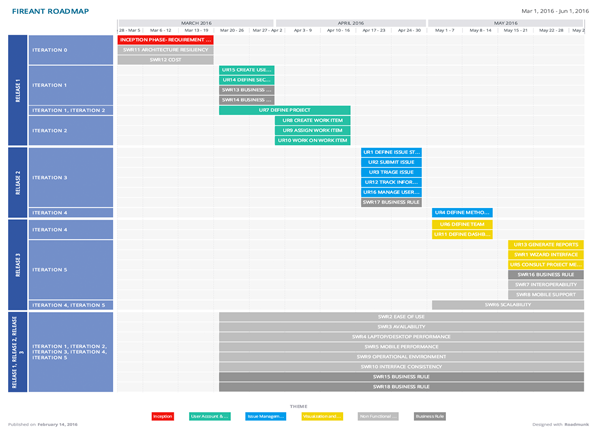 FIREANT ROADMAP
Mar 1, 2016 - Jun 1, 2016
MARCH 2016
APRIL 2016
MAY 2016
28 - Mar 5
Mar 6 - 12
Mar 13 - 19
Mar 20 - 26
Mar 27 - Apr 2
Apr 3 - 9
Apr 10 - 16
Apr 17 - 23
Apr 24 - 30
May 1 - 7
May 8 - 14
May 15 - 21
May 22 - 28
May 2
RELEASE 1
ITERATION 0
INCEPTION PHASE- REQUIREMENT ...
SWR11 ARCHITECTURE RESILIENCY
SWR12 COST
ITERATION 1
UR15 CREATE USE...
UR14 DEFINE SEC...
SWR13 BUSINESS ...
SWR14 BUSINESS ...
ITERATION 1, ITERATION 2
UR7 DEFINE PROJECT
ITERATION 2
UR8 CREATE WORK ITEM
UR9 ASSIGN WORK ITEM
UR10 WORK ON WORK ITEM
RELEASE 2
ITERATION 3
UR1 DEFINE ISSUE ST...
UR2 SUBMIT ISSUE
UR3 TRIAGE ISSUE
UR12 TRACK INFOR...
UR16 MANAGE USER...
SWR17 BUSINESS RULE
ITERATION 4
UR4 DEFINE METHO...
RELEASE 3
ITERATION 4
UR6 DEFINE TEAM
UR11 DEFINE DASHB...
ITERATION 5
UR13 GENERATE REPORTS
SWR1 WIZARD INTERFACE
UR5 CONSULT PROJECT ME...
SWR16 BUSINESS RULE
SWR7 INTEROPERABILITY
SWR8 MOBILE SUPPORT
ITERATION 4, ITERATION 5
SWR6 SCALABILITY
RELEASE 1, RELEASE 2, RELEASE
3
ITERATION 1, ITERATION 2,
ITERATION 3, ITERATION 4,
ITERATION 5
SWR2 EASE OF USE
SWR3 AVAILABILITY
SWR4 LAPTOP/DESKTOP PERFORMANCE
SWR5 MOBILE PERFORMANCE
SWR9 OPERATIONAL ENVIRONMENT
SWR10 INTERFACE CONSISTENCY
SWR15 BUSINESS RULE
SWR18 BUSINESS RULE
THEME
Inception
User Account & ...
Issue Managem...
Visualization and...
Non Functional ...
Business Rule
Published on February 14, 2016
Designed with Roadmunk